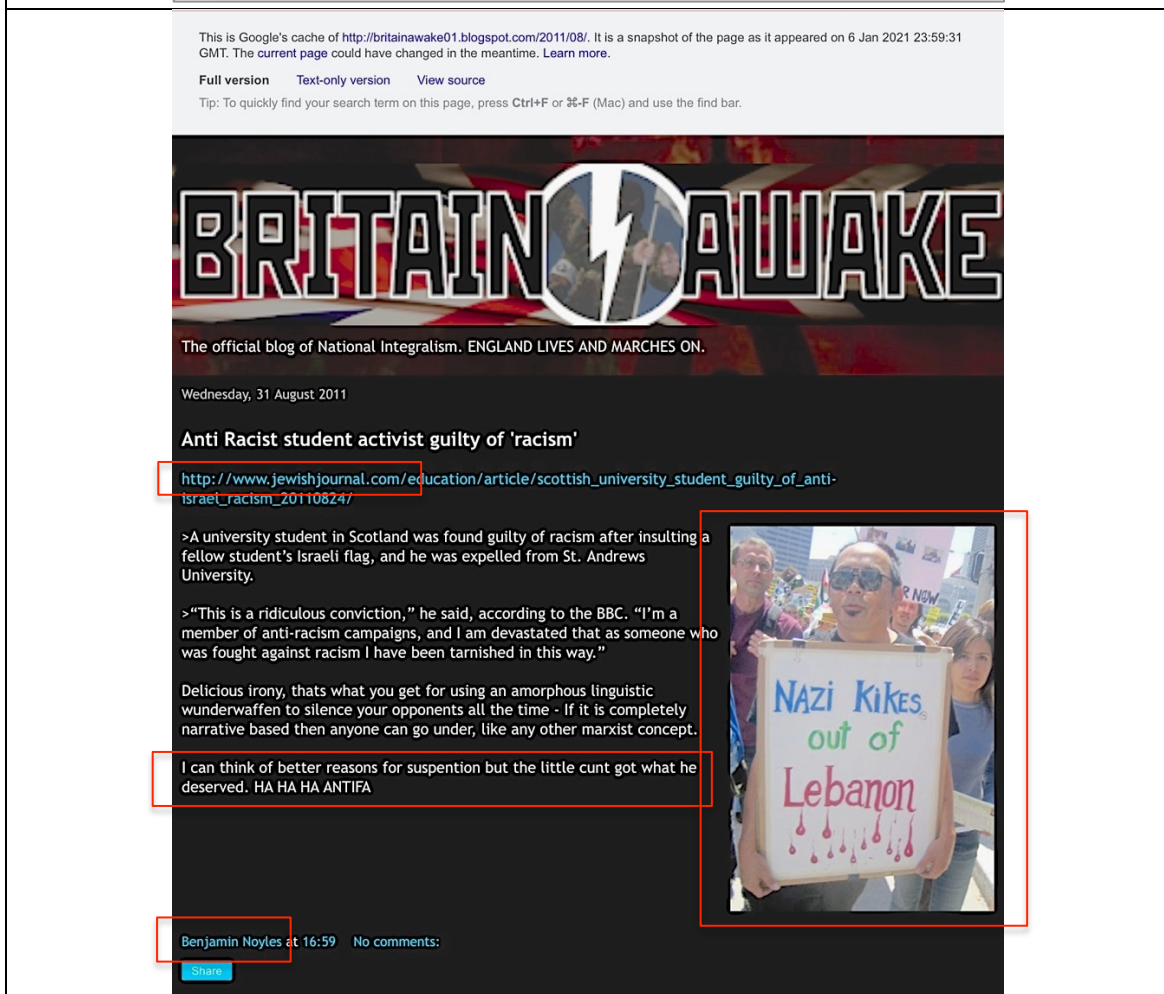 This is Google's cache of http://britainawake01.blogspot.com/2011/08/. It is a snapshot of the page as it appeared on 6 Jan 2021 23:59:31
GMT. The current page could have changed in the meantime. Learn more.
Full version Text-only version View source
Tip: To quickly find your search term on this page, press Ctrl+F or ⌘-F (Mac) and use the find bar.
BRITAIN AWAKE
The official blog of National Integralism. ENGLAND LIVES AND MARCHES ON.
Wednesday, 31 August 2011
Anti Racist student activist guilty of 'racism'
http://www.jewishjournal.com/education/article/scottish_university_student_guilty_of_anti-
israel_racism_20110824/
>A university student in Scotland was found guilty of racism after insulting a
fellow student’s Israeli flag, and he was expelled from St. Andrews
University.
>“This is a ridiculous conviction,” he said, according to the BBC. “I’m a
member of anti-racism campaigns, and I am devastated that as someone who
was fought against racism I have been tarnished in this way.”
Delicious irony, thats what you get for using an amorphous linguistic
wunderwaffen to silence your opponents all the time - If it is completely
narrative based then anyone can go under, like any other marxist concept.
I can think of better reasons for suspention but the little cunt got what he
deserved. HA HA HA ANTIFA
R NOW
NAZI KIKES
out of
Lebanon
Benjamin Noyles at 16:59 No comments:
Share